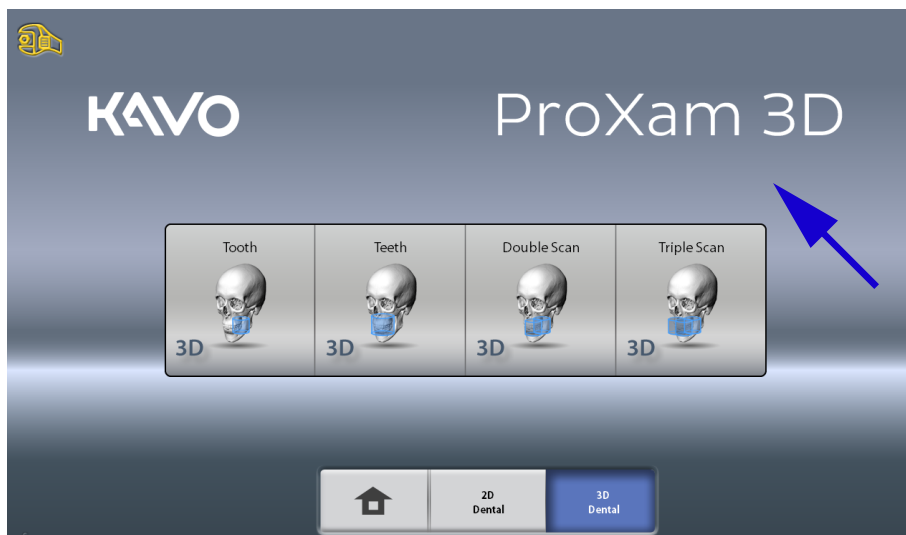 KAVO
ProXam 3D
Tooth
Teeth
Double Scan
Triple Scan
3D
3D
3D
3D
2D
Dental
3D
Dental